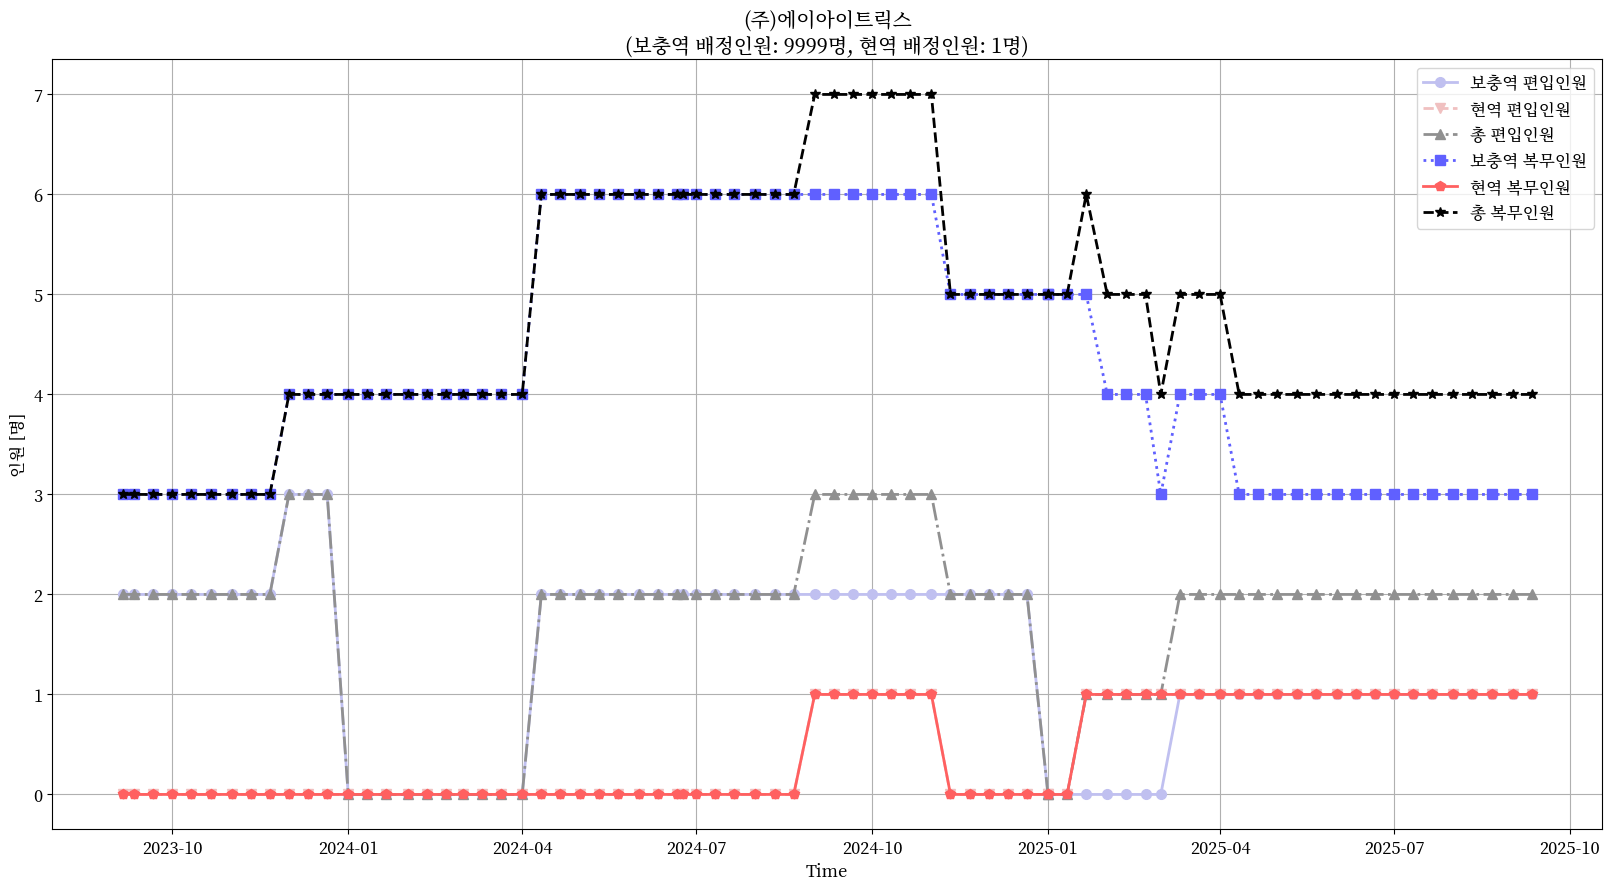 (주)에이아이트릭스
(보충역 배정인원: 9999명, 현역 배정인원: 1명)
보충역 편입인원
현역 편입인원
총 편입인원
보충역 복무인원
현역 복무인원
총 복무인원
인원 [명]
7
6
5
4
3
2
1
0
2023-10
2024-01
2024-04
2024-07
2024-10
2025-01
2025-04
2025-07
2025-10
Time